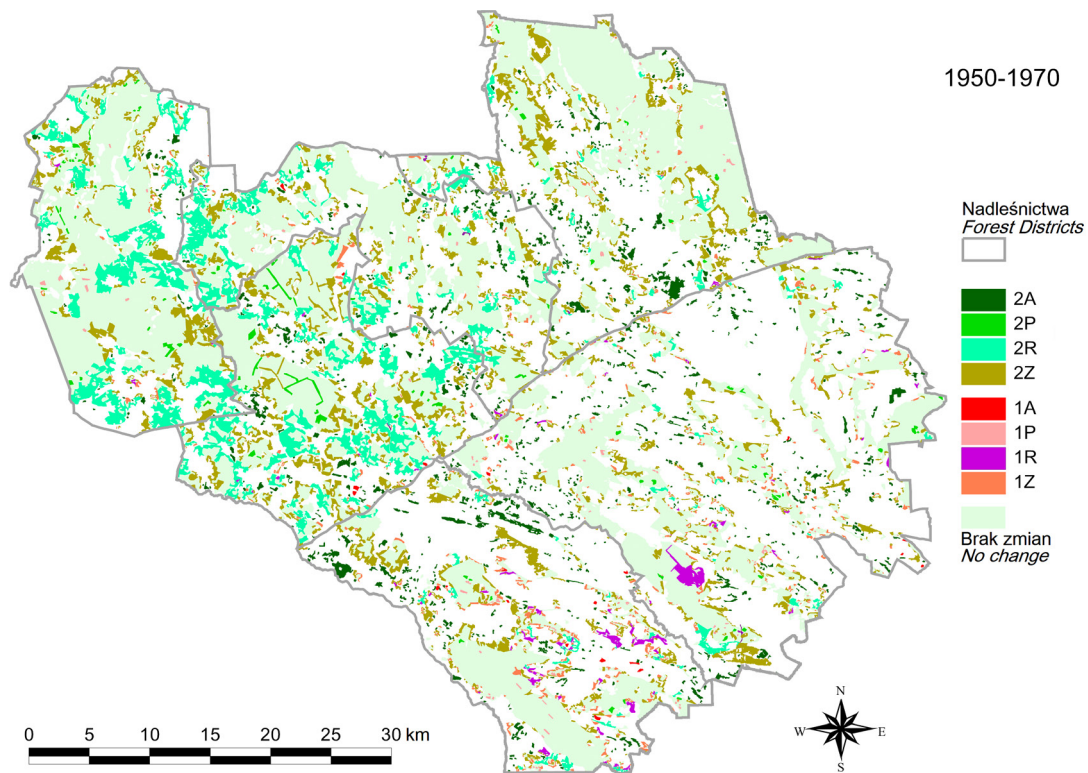 1950-1970
Nadleśnictwa
Forest Districts
2A
2P
2R
2Z
1A
1P
1R
1Z
Brak zmian
No change
0 5 10 15 20 25 30 km
N
W E
S